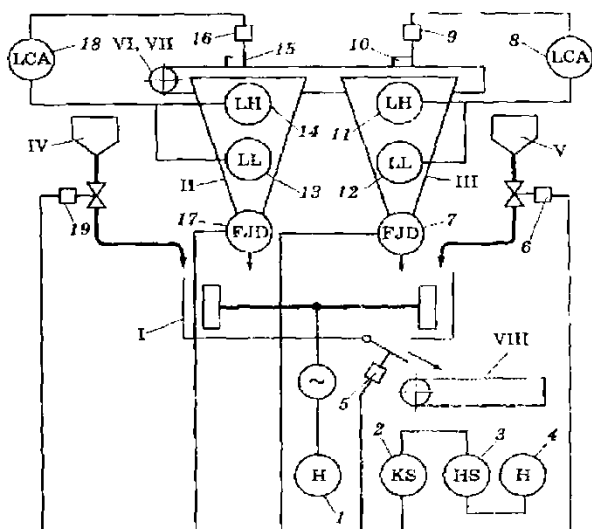 LCA 18 VI, VII 16 15 10 9 8 LCA
LH LH
IV 14 11 V
LL LL
II 13 12 III
19 17 FJD FJD 7 6
I
VIII
~ 5
2 3 4
H KS HS H
1